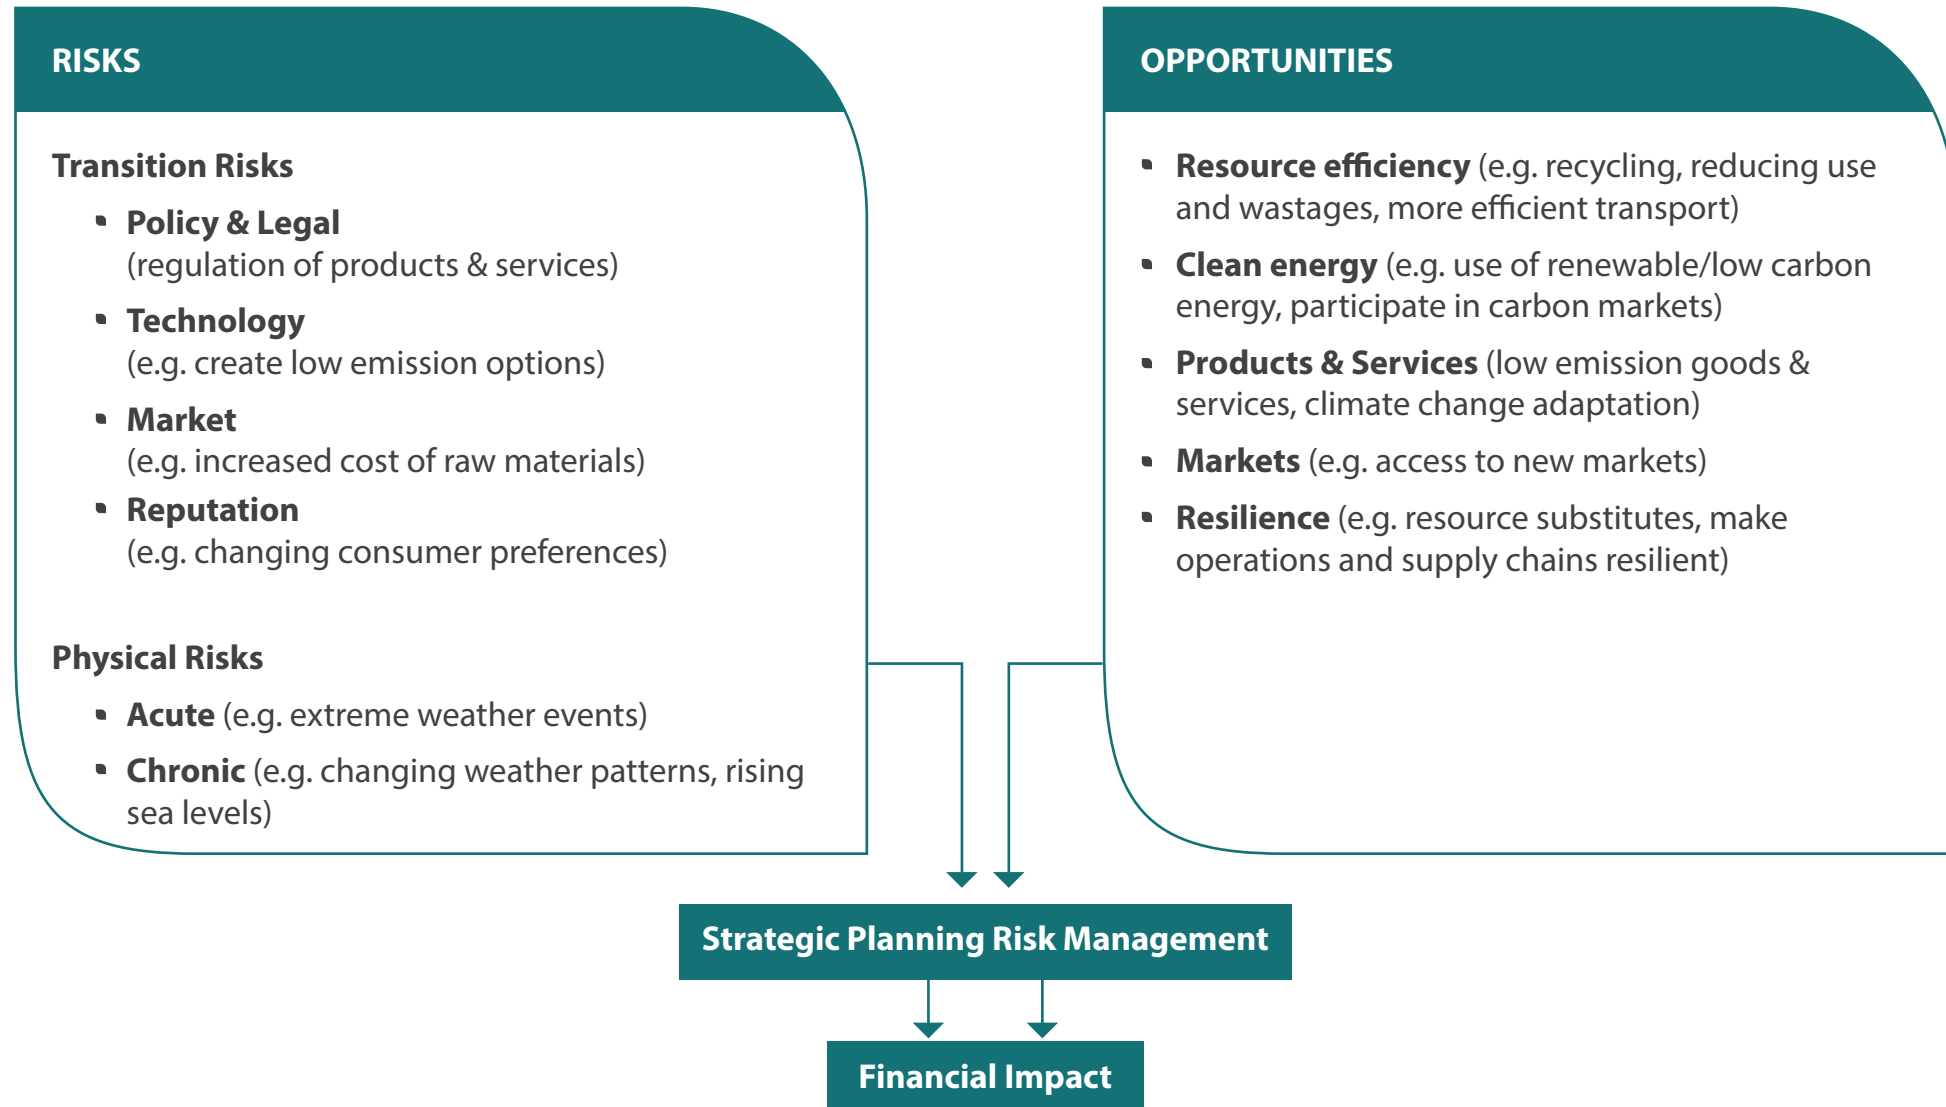 RISKS
Transition Risks
Policy & Legal
(regulation of products & services)
Technology
(e.g. create low emission options)
Market
(e.g. increased cost of raw materials)
Reputation
(e.g. changing consumer preferences)
Physical Risks
Acute (e.g. extreme weather events)
Chronic (e.g. changing weather patterns, rising
sea levels)
OPPORTUNITIES
Resource efficiency (e.g. recycling, reducing use
and wastages, more efficient transport)
Clean energy (e.g. use of renewable/low carbon
energy, participate in carbon markets)
Products & Services (low emission goods &
services, climate change adaptation)
Markets (e.g. access to new markets)
Resilience (e.g. resource substitutes, make
operations and supply chains resilient)
Strategic Planning Risk Management
Financial Impact